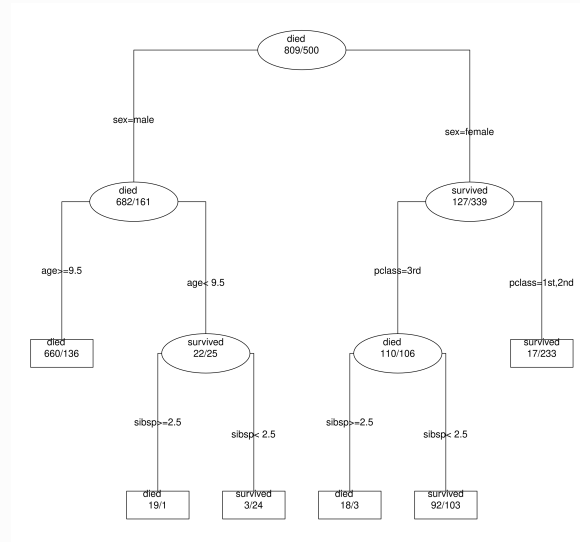 died
809/500
sex=male
sex=female
died
682/161
survived
127/339
age>=9.5
age< 9.5
pclass=3rd
pclass=1st,2nd
died
660/136
survived
22/25
died
110/106
survived
17/233
sibsp>=2.5
sibsp< 2.5
sibsp>=2.5
sibsp< 2.5
died
19/1
survived
3/24
died
18/3
survived
92/103